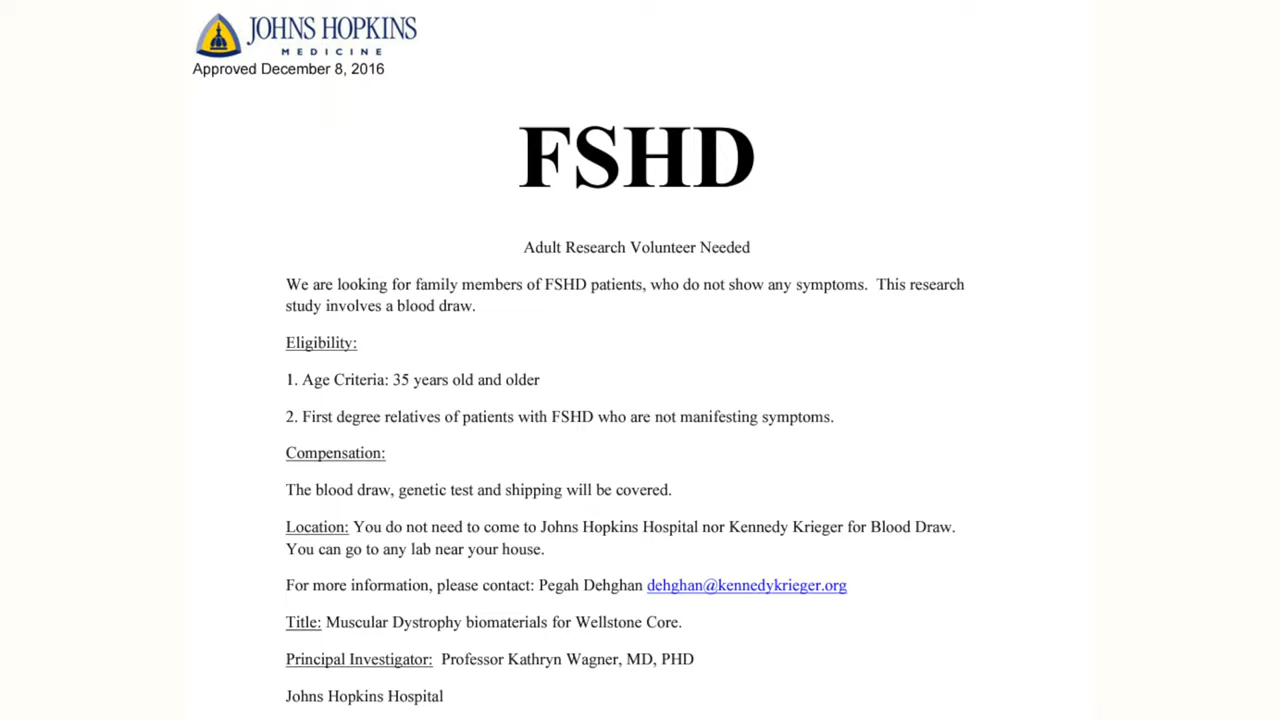 JOHNS HOPKINS
MEDICINE
Approved December 8, 2016
FSHD
Adult Research Volunteer Needed
We are looking for family members of FSHD patients, who do not show any symptoms.  This research
study involves a blood draw.
Eligibility:
1. Age Criteria: 35 years old and older
2. First degree relatives of patients with FSHD who are not manifesting symptoms.
Compensation:
The blood draw, genetic test and shipping will be covered.
Location: You do not need to come to Johns Hopkins Hospital nor Kennedy Krieger for Blood Draw.
You can go to any lab near your house.
For more information, please contact: Pegah Dehghan dehghan@kennedykrieger.org
Title: Muscular Dystrophy biomaterials for Wellstone Core.
Principal Investigator:  Professor Kathryn Wagner, MD, PHD
Johns Hopkins Hospital